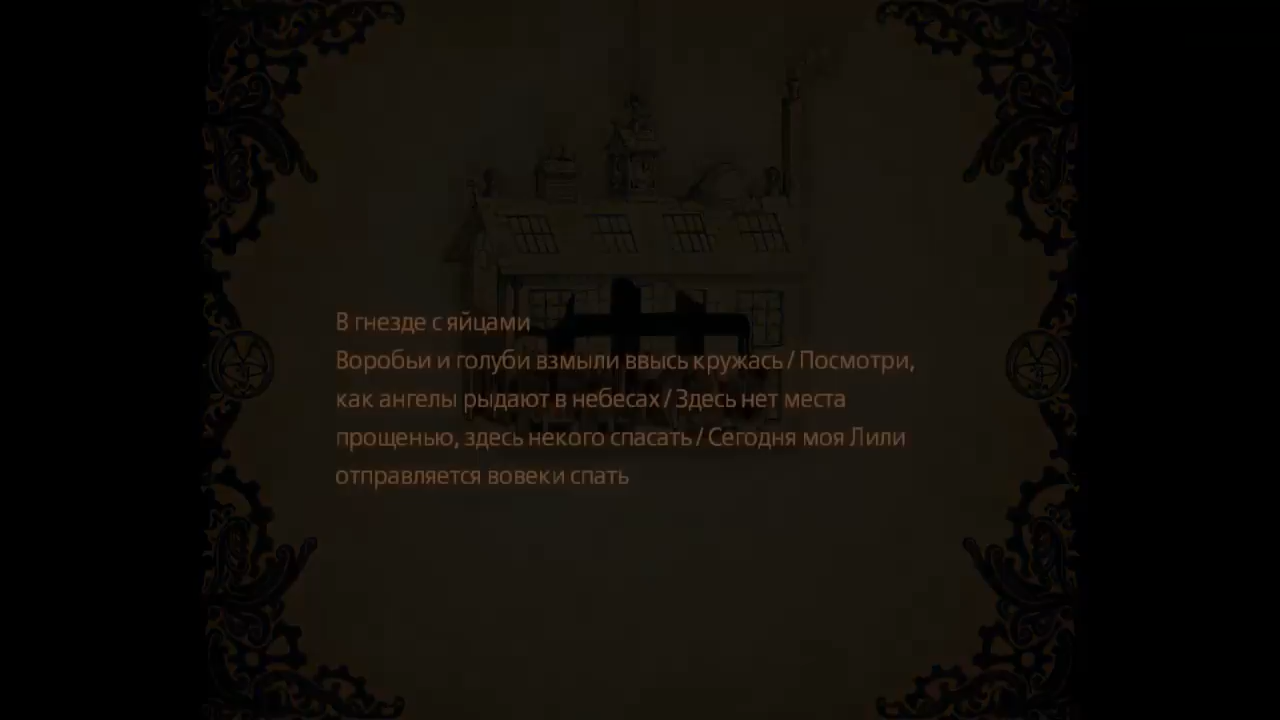 В гнезде с яйцами
Воробьи и голуби взмыли ввысь кружась / Посмотри,
как ангелы рыдают в небесах / Здесь нет места
прощенью, здесь некого спасать / Сегодня моя Лили
отправляется вовеки спать